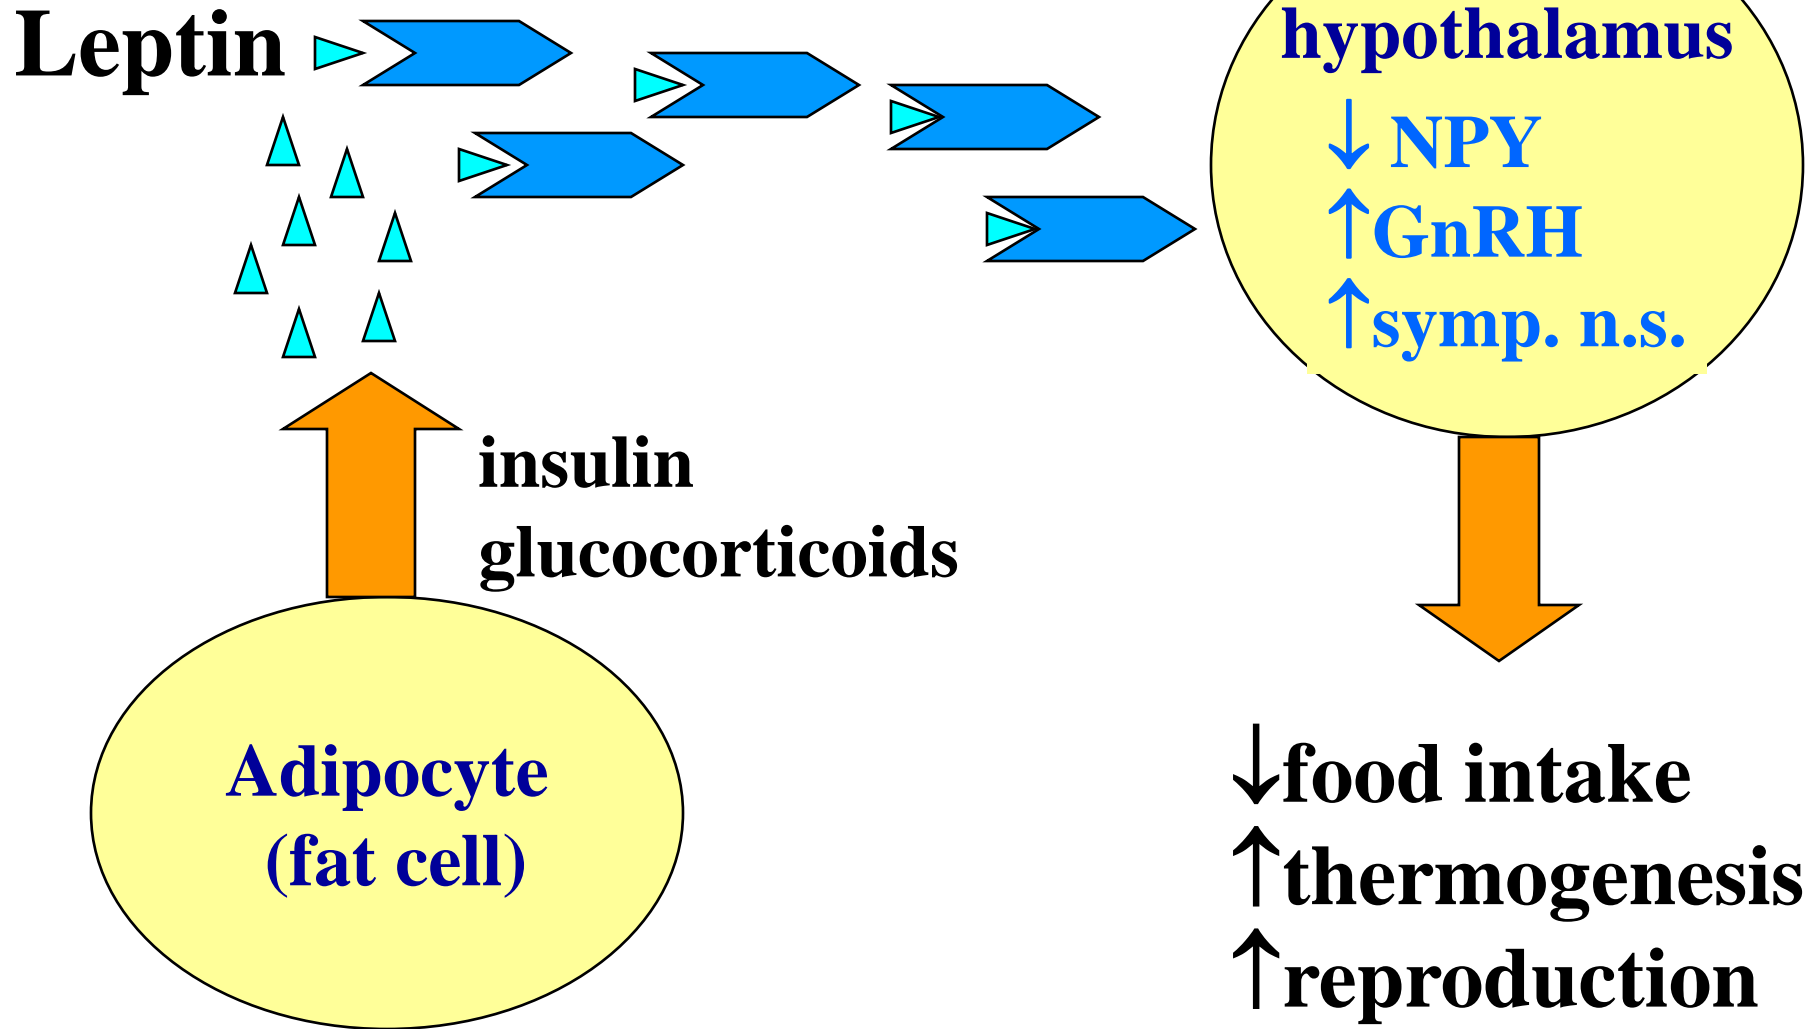 Leptin
hypothalamus
↓ NPY
↑GnRH
↑symp. n.s.
insulin
glucocorticoids
Adipocyte
(fat cell)
↓food intake
↑thermogenesis
↑reproduction